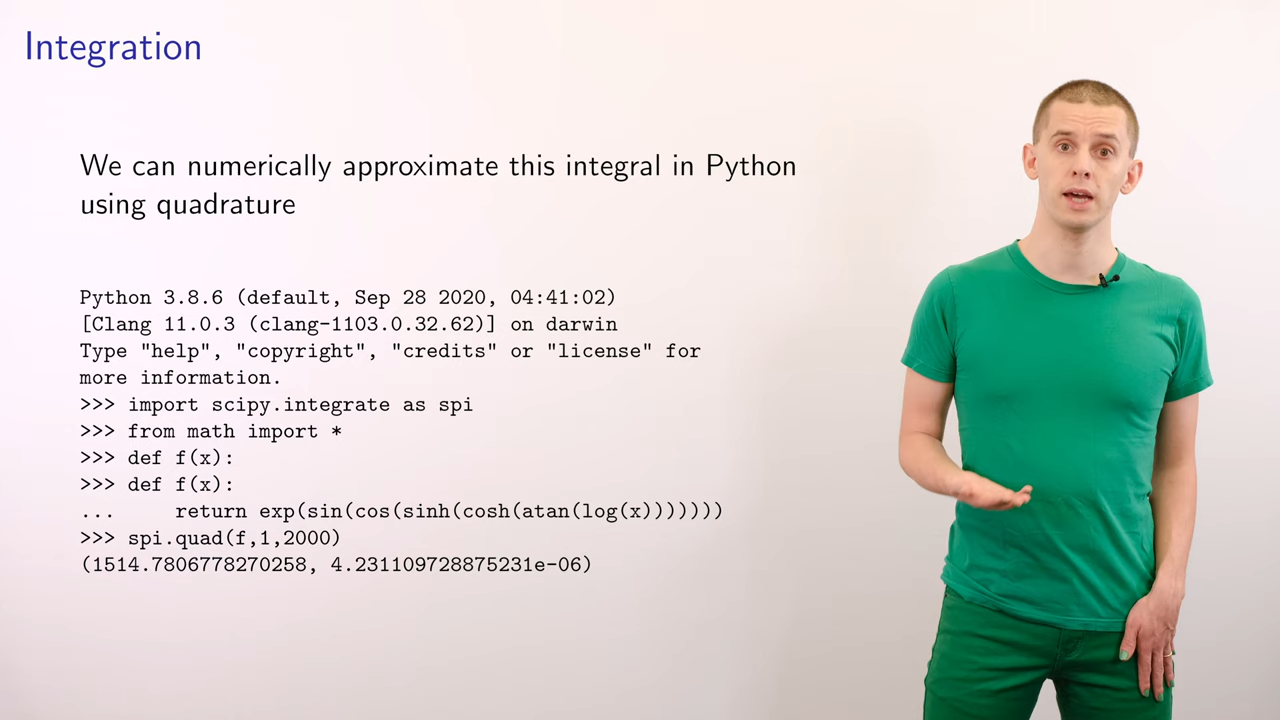 Integration
We can numerically approximate this integral in Python
using quadrature
Python 3.8.6 (default, Sep 28 2020, 04:41:02)
[Clang 11.0.3 (clang-1103.0.32.62)] on darwin
Type "help", "copyright", "credits" or "license" for
more information.
>>> import scipy.integrate as spi
>>> from math import *
>>> def f(x):
>>> def f(x):
...     return exp(sin(cos(sinh(cosh(atan(log(x)))))))
>>> spi.quad(f,1,2000)
(1514.7806778270258, 4.231109728875231e-06)